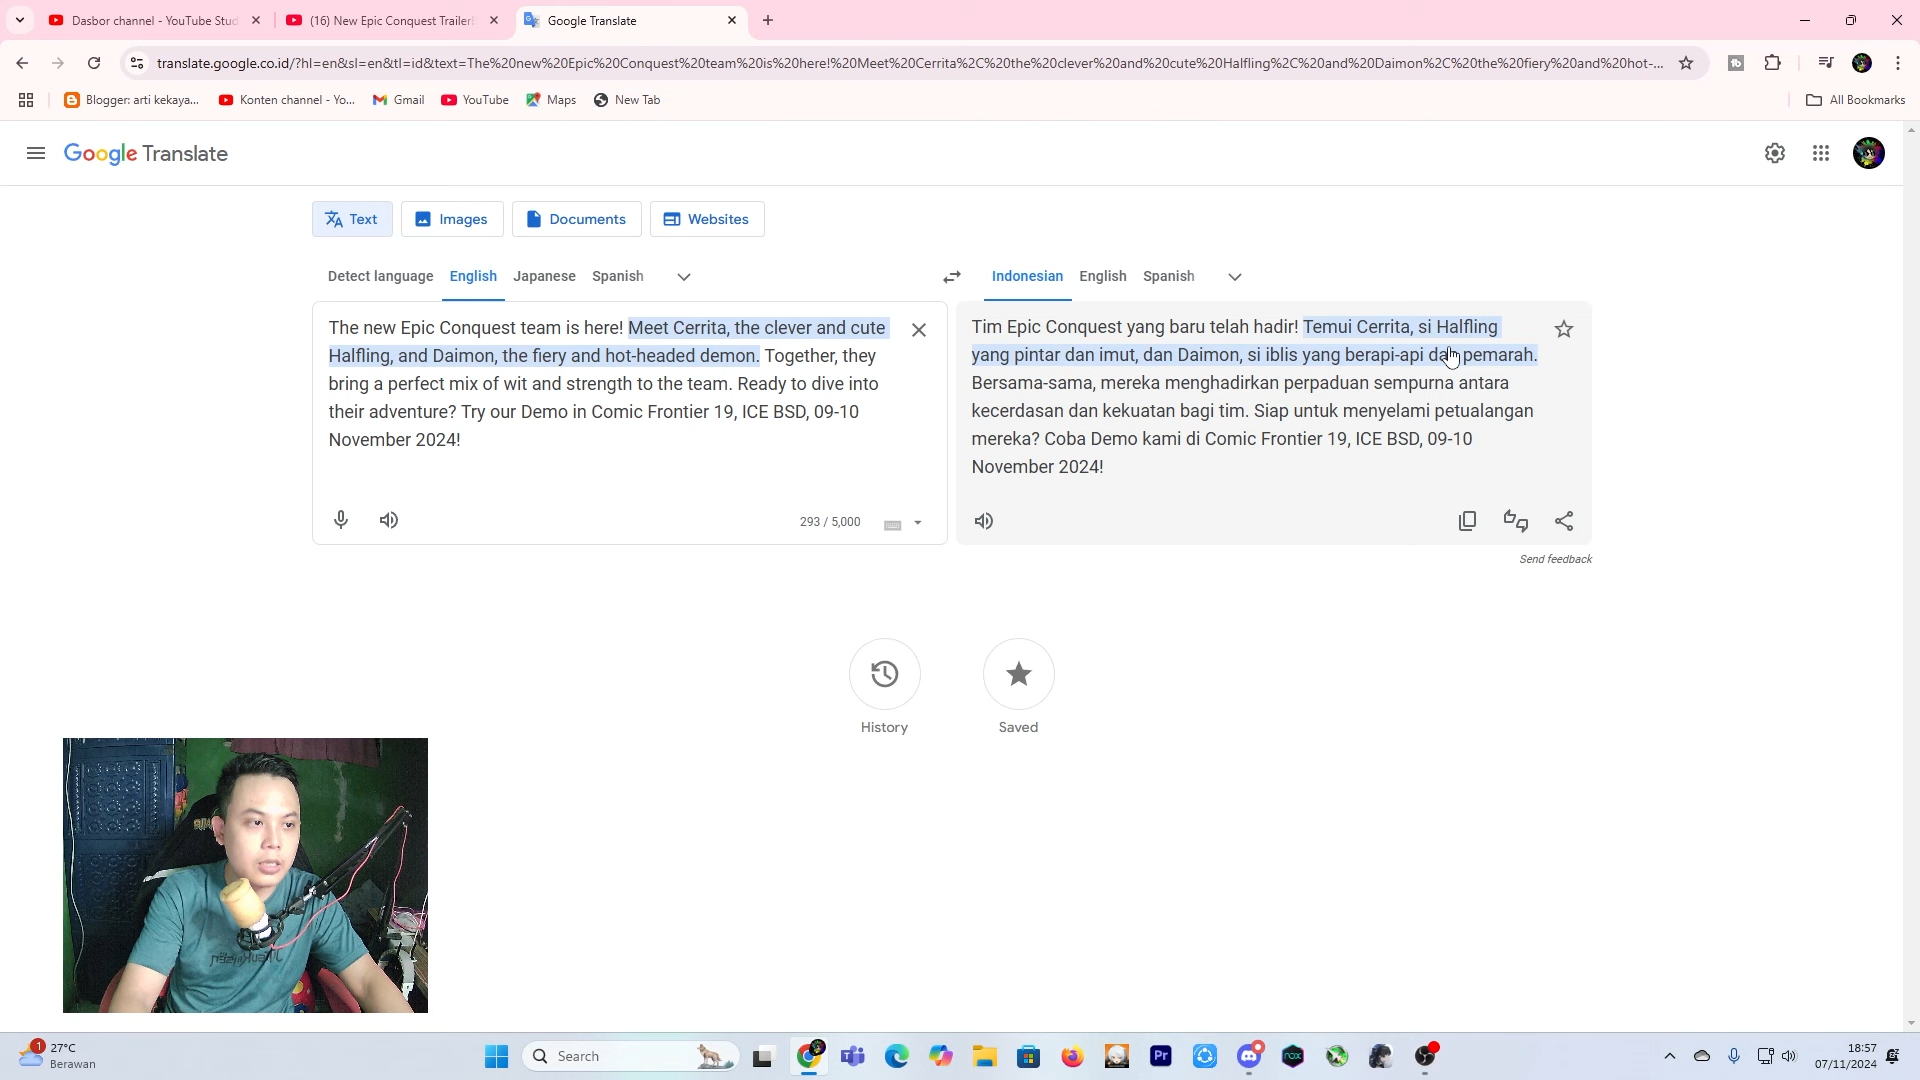 Dasbor channel - YouTube Stud
(16) New Epic Conquest Trailer
Google Translate
translate.google.co.id/?hl=en&sl=en&tl=id&text=The%20new%20Epic%20Conquest%20team%20is%20here!%20Meet%20Cerrita%2C%20the%20clever%20and%20cute%20Halfling%2C%20and%20Daimon%2C%20the%20fiery%20and%20hot-...
Blogger: arti kekaya...
Konten channel - Yo...
Gmail
YouTube
Maps
New Tab
All Bookmarks
Google Translate
Text
Images
Documents
Websites
Detect language
English
Japanese
Spanish
Indonesian
English
Spanish
The new Epic Conquest team is here! Meet Cerrita, the clever and cute
Halfling, and Daimon, the fiery and hot-headed demon. Together, they
bring a perfect mix of wit and strength to the team. Ready to dive into
their adventure? Try our Demo in Comic Frontier 19, ICE BSD, 09-10
November 2024!
293 / 5,000
Tim Epic Conquest yang baru telah hadir! Temui Cerrita, si Halfling
yang pintar dan imut, dan Daimon, si iblis yang berapi-api dan pemarah.
Bersama-sama, mereka menghadirkan perpaduan sempurna antara
kecerdasan dan kekuatan bagi tim. Siap untuk menyelami petualangan
mereka? Coba Demo kami di Comic Frontier 19, ICE BSD, 09-10
November 2024!
Send feedback
History
Saved
1
27°C
Berawan
Search
Pr
nox
18:57
07/11/2024